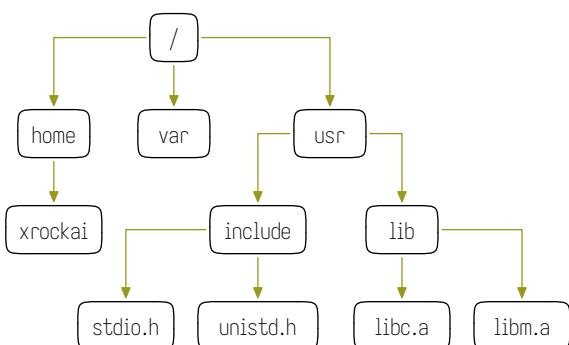 /
home
var
usr
xrockai
include
lib
stdio.h
unistd.h
libc.a
libm.a